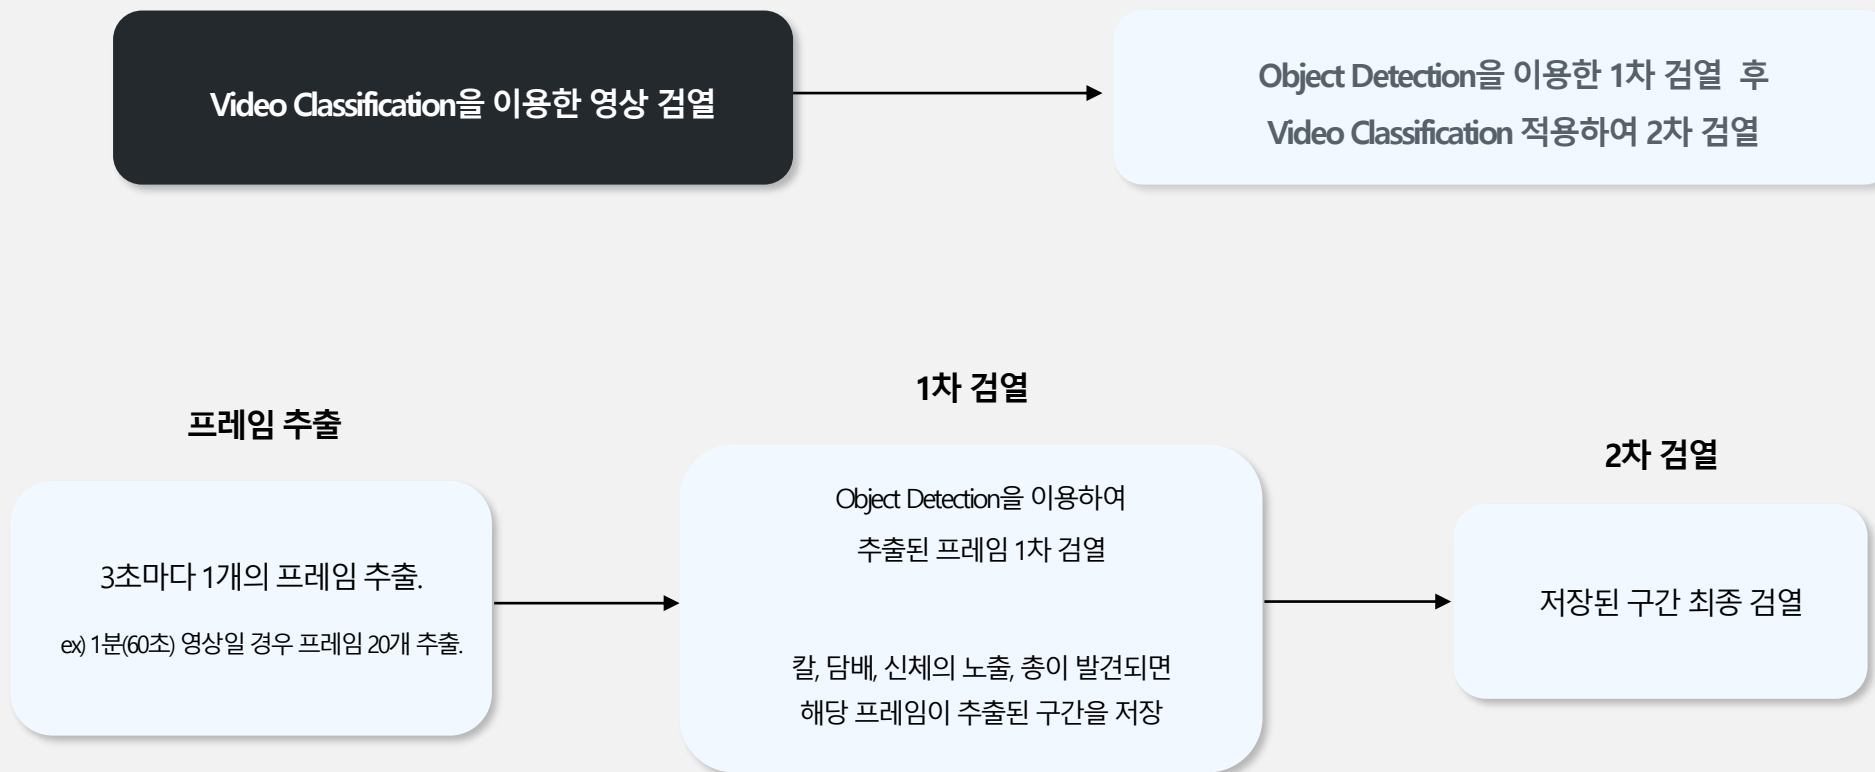 Video Classification을 이용한 영상 검열
Object Detection을 이용한 1차 검열 후
Video Classification 적용하여 2차 검열
프레임 추출
3초마다 1개의 프레임 추출.
ex) 1분(60초) 영상일 경우 프레임 20개 추출.
1차 검열
Object Detection을 이용하여
추출된 프레임 1차 검열
칼, 담배, 신체의 노출, 총이 발견되면
해당 프레임이 추출된 구간을 저장
2차 검열
저장된 구간 최종 검열